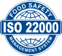 FOOD SAFETY
ISO 22000
MANAGEMENT SYSTEM